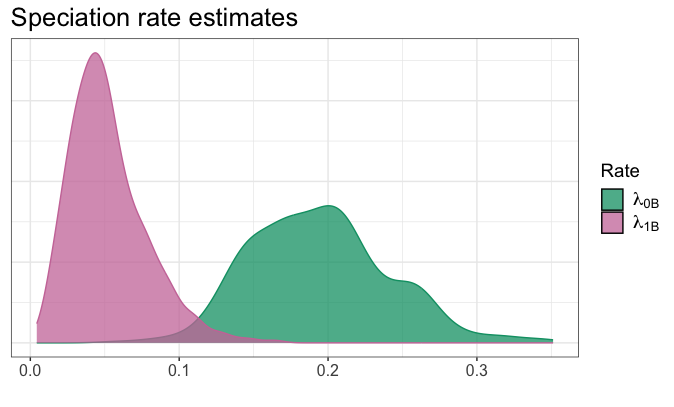 Speciation rate estimates
Rate
λ0B
λ1B
0.0 0.1 0.2 0.3